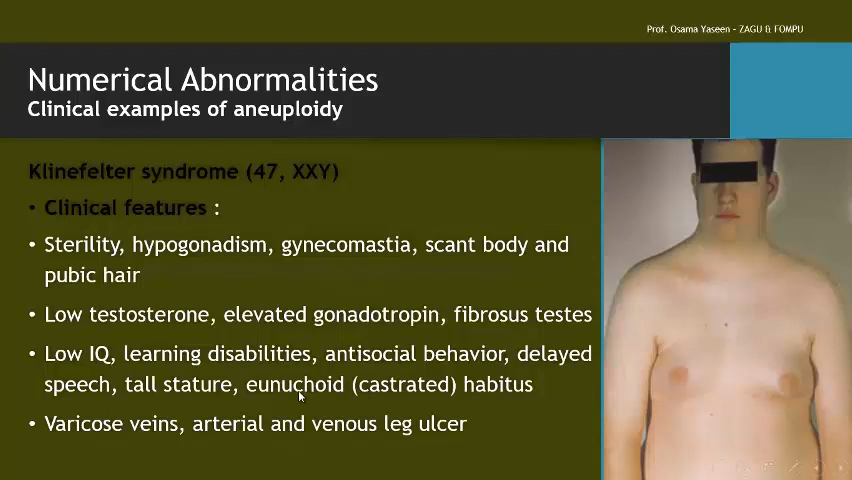 Prof. Osama Yaseen – ZAGU & FOMPU
Numerical Abnormalities
Clinical examples of aneuploidy
Klinefelter syndrome (47, XXY)
• Clinical features :
• Sterility, hypogonadism, gynecomastia, scant body and
pubic hair
• Low testosterone, elevated gonadotropin, fibrosus testes
• Low IQ, learning disabilities, antisocial behavior, delayed
speech, tall stature, eunuchoid (castrated) habitus
• Varicose veins, arterial and venous leg ulcer